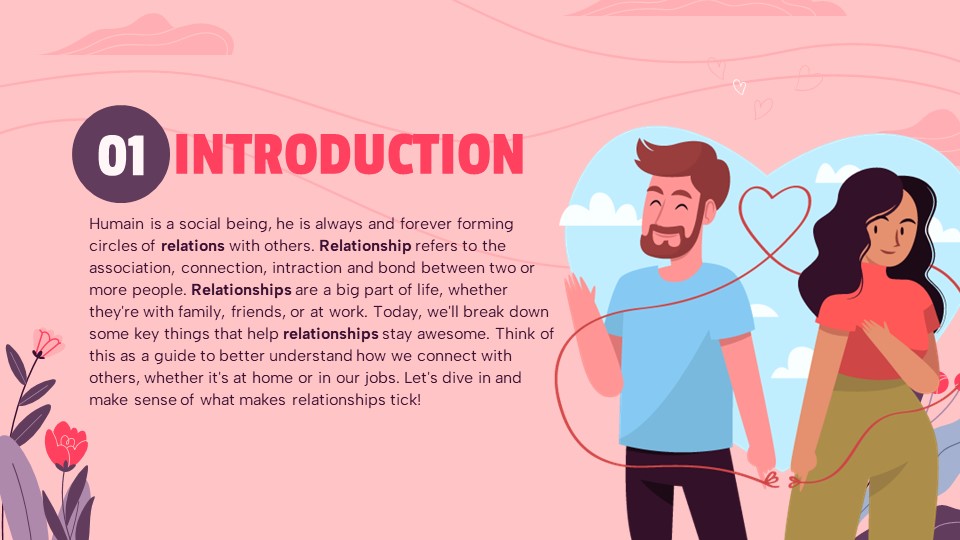 01 INTRODUCTION
Humain is a social being, he is always and forever forming
circles of relations with others. Relationship refers to the
association, connection, intraction and bond between two or
more people. Relationships are a big part of life, whether
they're with family, friends, or at work. Today, we'll break down
some key things that help relationships stay awesome. Think of
this as a guide to better understand how we connect with
others, whether it's at home or in our jobs. Let's dive in and
make sense of what makes relationships tick!